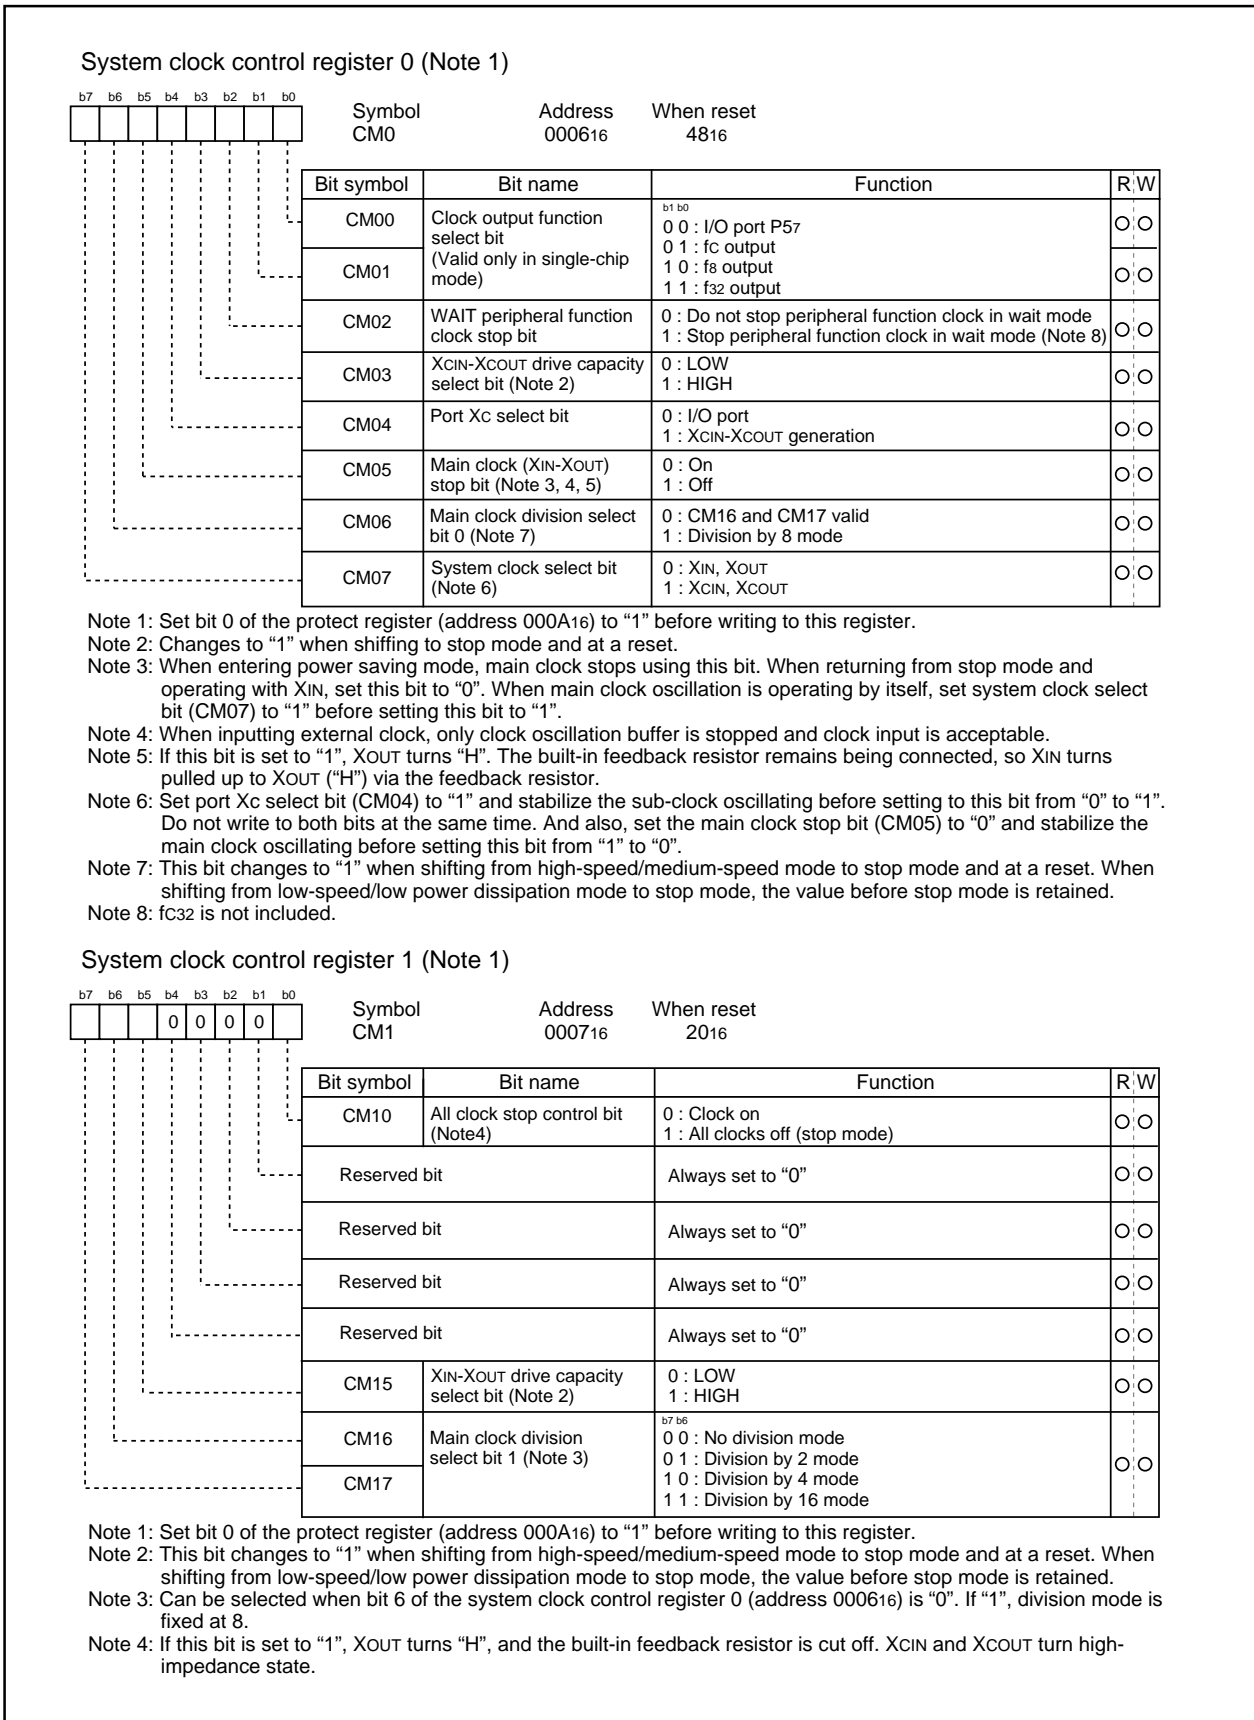 System clock control register 0 (Note 1)
b7 b6 b5 b4 b3 b2 b1 b0
Symbol Address When reset
CM0 000616 4816
Bit symbol Bit name Function R W
CM00 Clock output function select bit (Valid only in single-chip mode)
b1 b0
0 0 : I/O port P57
0 1 : fC output
CM01 1 0 : f8 output
1 1 : f32 output
CM02 WAIT peripheral function 0 : Do not stop peripheral function clock in wait mode
clock stop bit 1 : Stop peripheral function clock in wait mode (Note 8)
CM03 XCIN-XCOUT drive capacity 0 : LOW
select bit (Note 2) 1 : HIGH
CM04 Port XC select bit 0 : I/O port
1 : XCIN-XCOUT generation
CM05 Main clock (XIN-XOUT) 0 : On
stop bit (Note 3, 4, 5) 1 : Off
CM06 Main clock division select 0 : CM16 and CM17 valid
bit 0 (Note 7) 1 : Division by 8 mode
CM07 System clock select bit 0 : XIN, XOUT
(Note 6) 1 : XCIN, XCOUT
Note 1: Set bit 0 of the protect register (address 000A16) to “1” before writing to this register.
Note 2: Changes to “1” when shiffing to stop mode and at a reset.
Note 3: When entering power saving mode, main clock stops using this bit. When returning from stop mode and
operating with XIN, set this bit to “0”. When main clock oscillation is operating by itself, set system clock select
bit (CM07) to “1” before setting this bit to “1”.
Note 4: When inputting external clock, only clock oscillation buffer is stopped and clock input is acceptable.
Note 5: If this bit is set to “1”, XOUT turns “H”. The built-in feedback resistor remains being connected, so XIN turns
pulled up to XOUT (“H”) via the feedback resistor.
Note 6: Set port Xc select bit (CM04) to “1” and stabilize the sub-clock oscillating before setting to this bit from “0” to “1”.
Do not write to both bits at the same time. And also, set the main clock stop bit (CM05) to “0” and stabilize the
main clock oscillating before setting this bit from “1” to “0”.
Note 7: This bit changes to “1” when shifting from high-speed/medium-speed mode to stop mode and at a reset. When
shifting from low-speed/low power dissipation mode to stop mode, the value before stop mode is retained.
Note 8: fC32 is not included.
System clock control register 1 (Note 1)
b7 b6 b5 b4 b3 b2 b1 b0
0 0 0 0
Symbol Address When reset
CM1 000716 2016
Bit symbol Bit name Function R W
CM10 All clock stop control bit 0 : Clock on
(Note4) 1 : All clocks off (stop mode)
Reserved bit Always set to “0”
Reserved bit Always set to “0”
Reserved bit Always set to “0”
Reserved bit Always set to “0”
CM15 XIN-XOUT drive capacity 0 : LOW
select bit (Note 2) 1 : HIGH
b7 b6
CM16 Main clock division 0 0 : No division mode
select bit 1 (Note 3) 0 1 : Division by 2 mode
CM17 1 0 : Division by 4 mode
1 1 : Division by 16 mode
Note 1: Set bit 0 of the protect register (address 000A16) to “1” before writing to this register.
Note 2: This bit changes to “1” when shifting from high-speed/medium-speed mode to stop mode and at a reset. When
shifting from low-speed/low power dissipation mode to stop mode, the value before stop mode is retained.
Note 3: Can be selected when bit 6 of the system clock control register 0 (address 000616) is “0”. If “1”, division mode is
fixed at 8.
Note 4: If this bit is set to “1”, XOUT turns “H”, and the built-in feedback resistor is cut off. XCIN and XCOUT turn high-
impedance state.